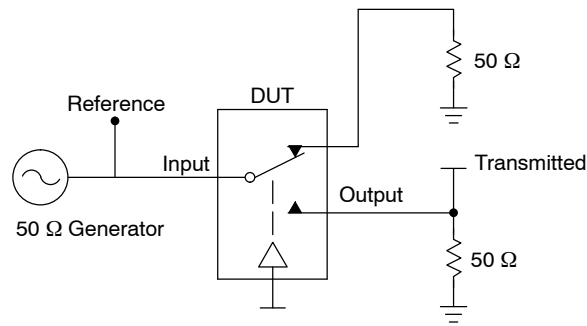 50 Ω
DUT
Reference
Input
Transmitted
Output
50 Ω Generator
50 Ω